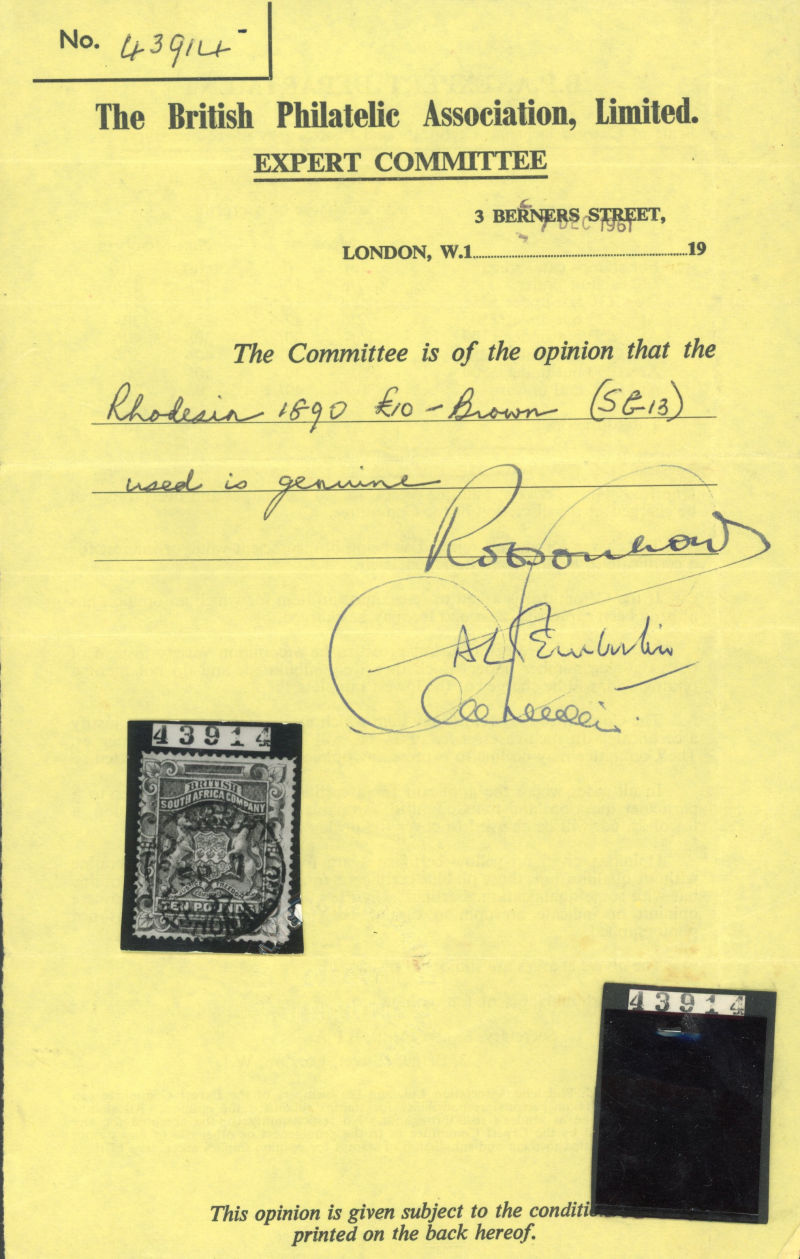 No. 43914
The British Philatelic Association, Limited.
EXPERT COMMITTEE
3 BERNERS STREET,
7 DEC 1961
LONDON, W.1. 19
The Committee is of the opinion that the
Rhodesia 1890 £10 - Brown (SG 13)
used is genuine
43914
BRITISH
SOUTH AFRICA COMPANY
TEN POUNDS
43914
This opinion is given subject to the
printed on the back hereof.